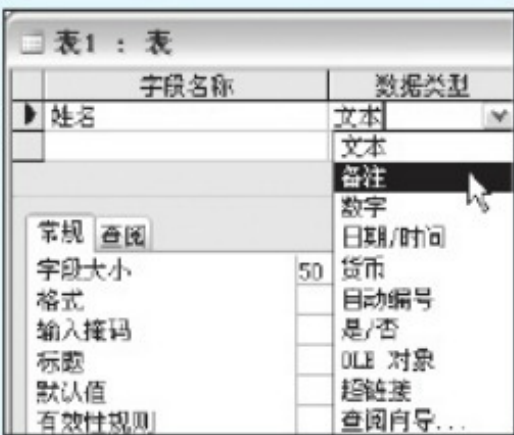 表1 : 表
字段名称 数据类型
姓名 文本
文本
备注
数字
日期/时间
货币
自动编号
是/否
OLE 对象
超链接
查阅向导...
常规 查阅
字段大小 50
格式
输入掩码
标题
默认值
有效性规则